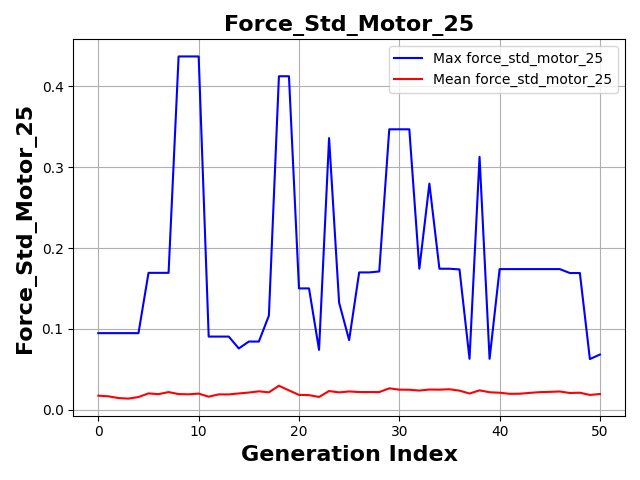 Force_Std_Motor_25
Max force_std_motor_25
Mean force_std_motor_25
Force_Std_Motor_25
0.4
0.3
0.2
0.1
0.0
0 10 20 30 40 50
Generation Index